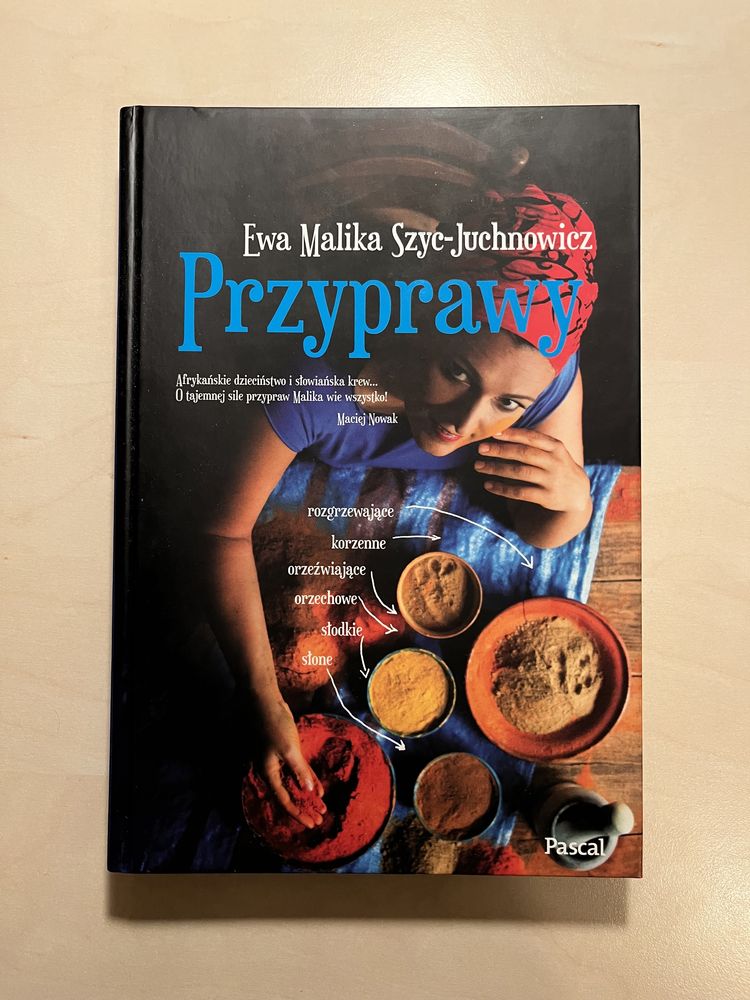 Ewa Malika Szyc-Juchnowicz
Przyprawy
Afrykańskie dzieciństwo i słowiańska krew...
O tajemnej sile przypraw Malika wie wszystko!
Maciej Nowak
rozgrzewające
korzenne
orzeźwiające
orzechowe
słodkie
słone
Pascal